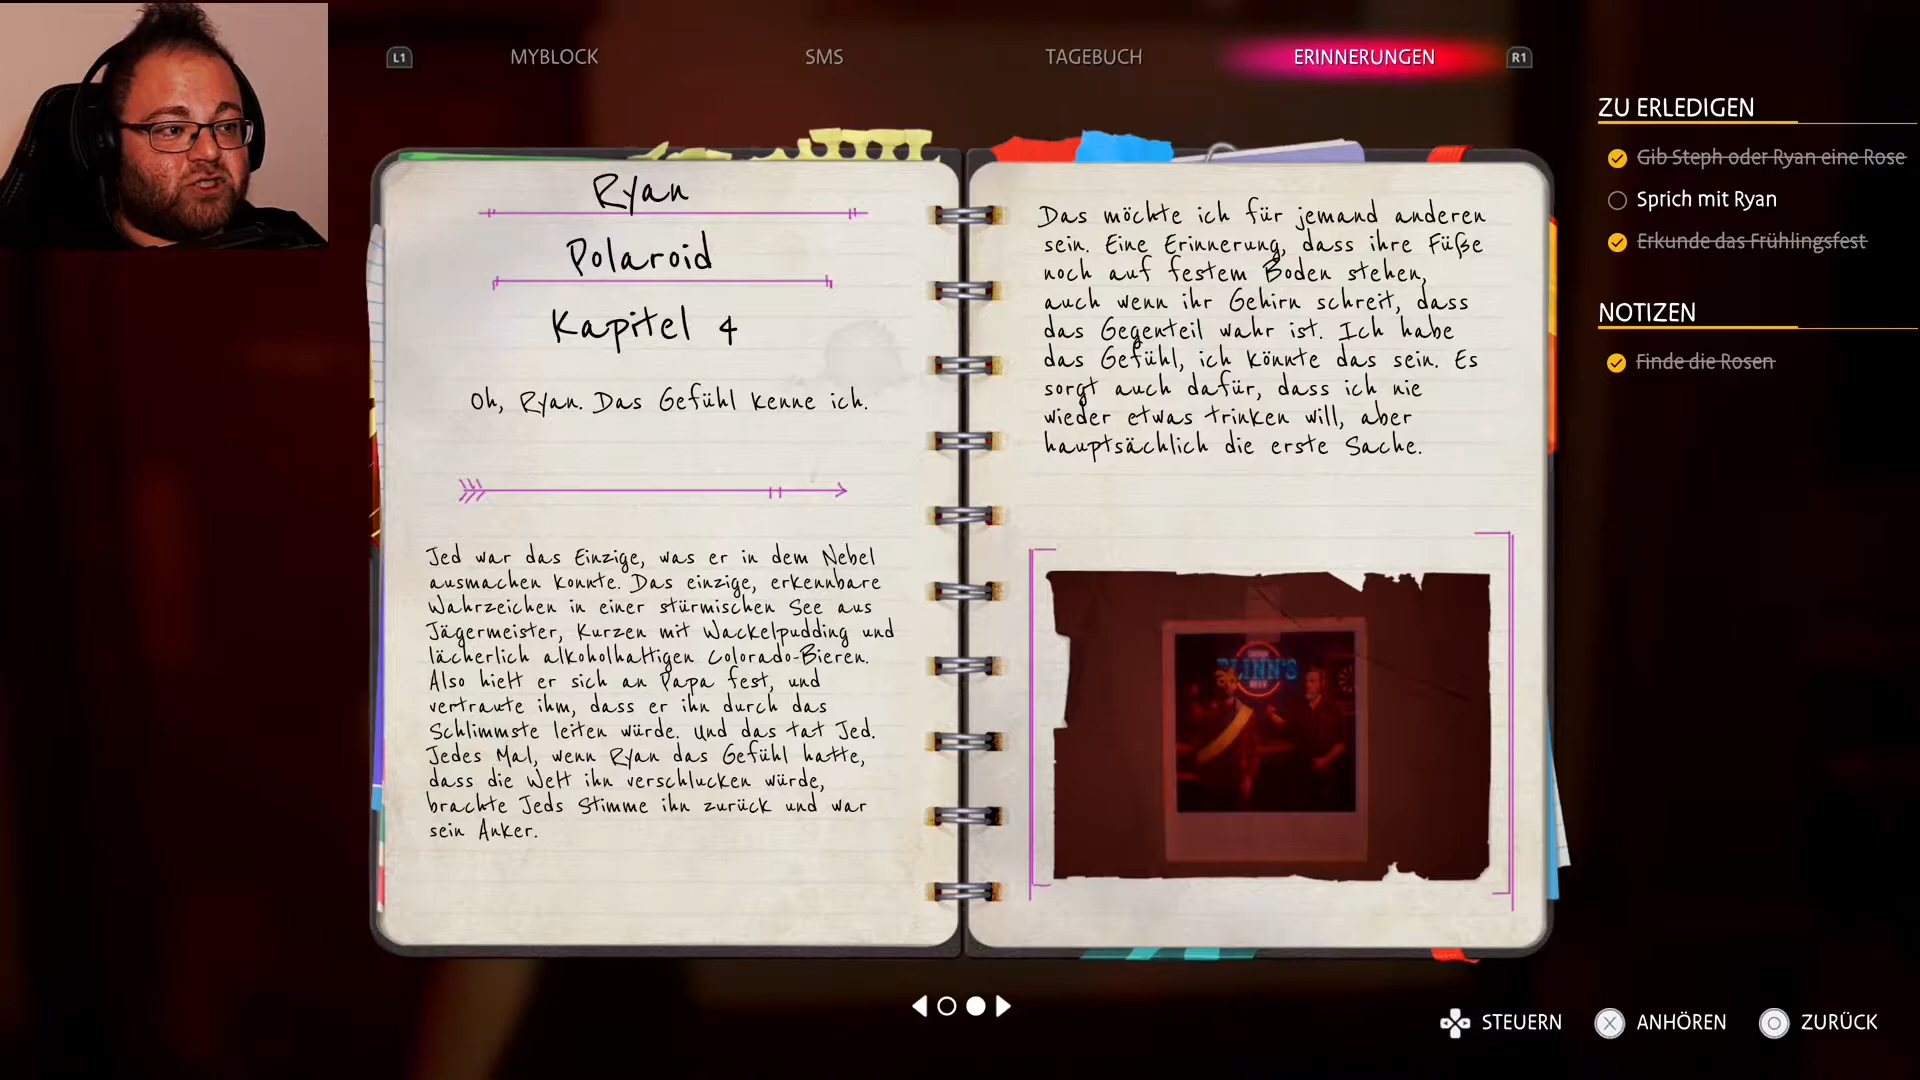 L1
MYBLOCK
SMS
TAGEBUCH
ERINNERUNGEN
R1
ZU ERLEDIGEN
Gib Steph oder Ryan eine Rose
Sprich mit Ryan
Erkunde das Frühlingsfest
NOTIZEN
Finde die Rosen
Ryan
Polaroid
Kapitel 4
Oh, Ryan. Das Gefühl kenne ich.
Jed war das Einzige, was er in dem Nebel
ausmachen konnte. Das einzige, erkennbare
Wahrzeichen in einer stürmischen See aus
Jägermeister, Kurzen mit Wackelpudding und
lächerlich alkoholhaltigen Colorado-Bieren.
Also hielt er sich an Papa fest, und
vertraute ihm, dass er ihn durch das
Schlimmste leiten würde. Und das tat Jed.
Jedes Mal, wenn Ryan das Gefühl hatte,
dass die Welt ihn verschlucken würde,
brachte Jeds Stimme ihn zurück und war
sein Anker.
Das möchte ich für jemand anderen
sein. Eine Erinnerung, dass ihre Füße
noch auf festem Boden stehen,
auch wenn ihr Gehirn schreit, dass
das Gegenteil wahr ist. Ich habe
das Gefühl, ich könnte das sein. Es
sorgt auch dafür, dass ich nie
wieder etwas trinken will, aber
hauptsächlich die erste Sache.
STEUERN
ANHÖREN
ZURÜCK